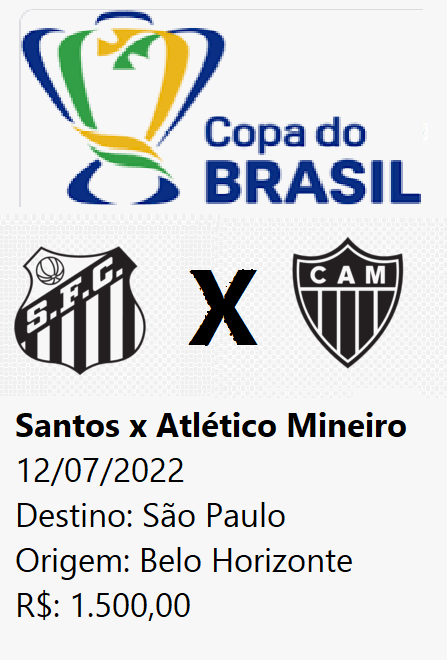 Copa do
BRASIL
S.F.C.
X
CAM
Santos x Atlético Mineiro
12/07/2022
Destino: São Paulo
Origem: Belo Horizonte
R$: 1.500,00